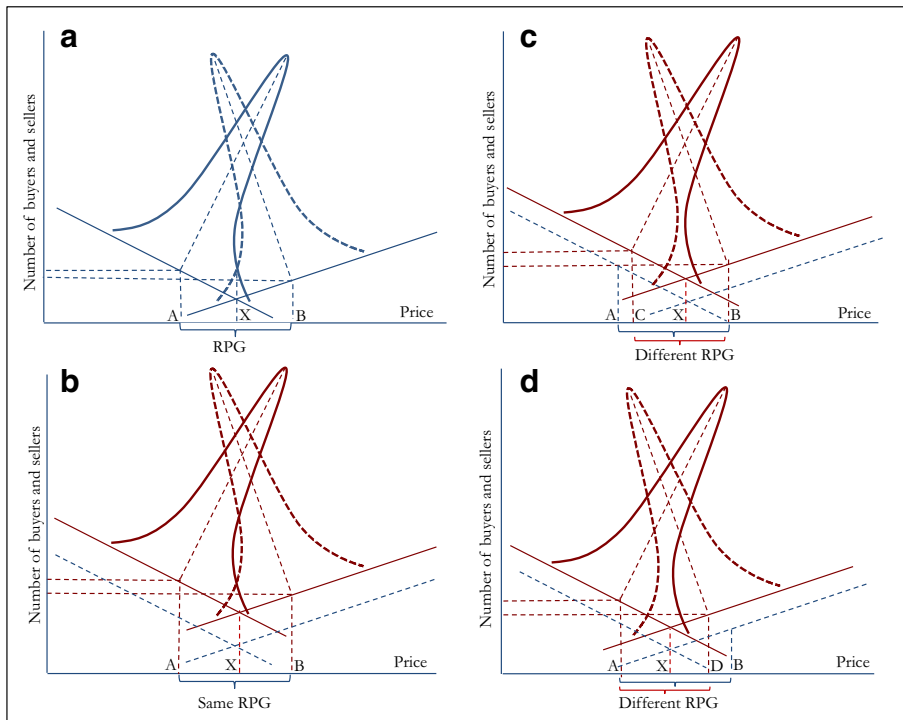 a
Number of buyers and sellers
A X B Price
RPG
b
Number of buyers and sellers
A X B Price
Same RPG
c
Number of buyers and sellers
A C X B Price
Different RPG
d
Number of buyers and sellers
A X D B Price
Different RPG